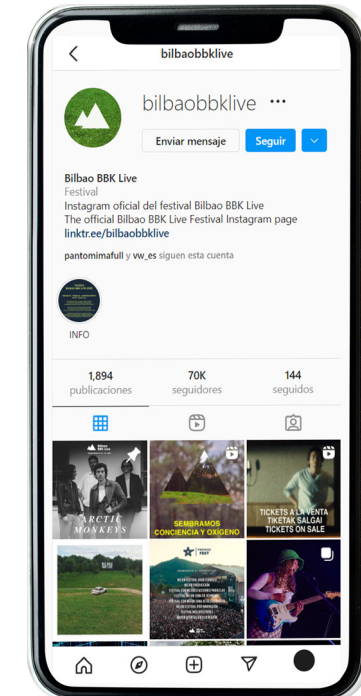 bilbaobbklive
bilbaobbklive
Enviar mensaje
Seguir
Bilbao BBK Live
Festival
Instagram oficial del festival Bilbao BBK Live
The official Bilbao BBK Live Festival Instagram page
linktr.ee/bilbaobbklive
pantomimafull y vw_es siguen esta cuenta
INFO
1,894
publicaciones
70K
seguidores
144
seguidos
Bilbao
BBK Live
ARCTIC
MONKEYS
SEMBRAMOS
CONCIENCIA Y OXÍGENO
TICKETS A LA VENTA
TIKETAK SALGAI
TICKETS ON SALE
FEST